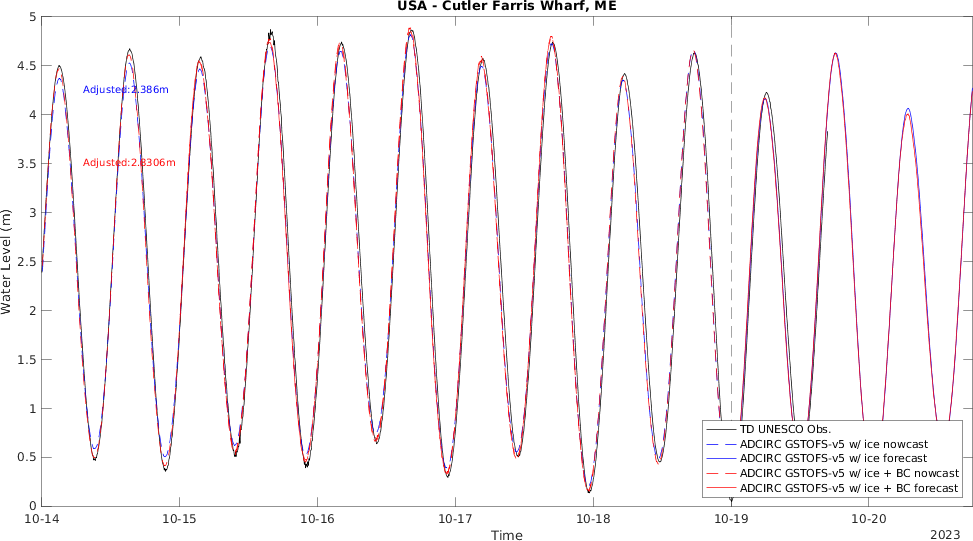 USA - Cutler Farris Wharf, ME
5
4.5
4
3.5
3
2.5
2
1.5
1
0.5
0
Water Level (m)
Adjusted:2.386m
Adjusted:2.3306m
TD UNESCO Obs.
ADCIRC GSTOFS-v5 w/ ice nowcast
ADCIRC GSTOFS-v5 w/ ice forecast
ADCIRC GSTOFS-v5 w/ ice + BC nowcast
ADCIRC GSTOFS-v5 w/ ice + BC forecast
10-14 10-15 10-16 10-17 10-18 10-19 10-20
Time
2023